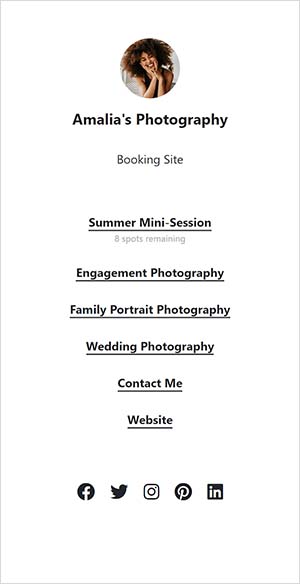 Amalia's Photography
Booking Site
Summer Mini-Session
8 spots remaining
Engagement Photography
Family Portrait Photography
Wedding Photography
Contact Me
Website